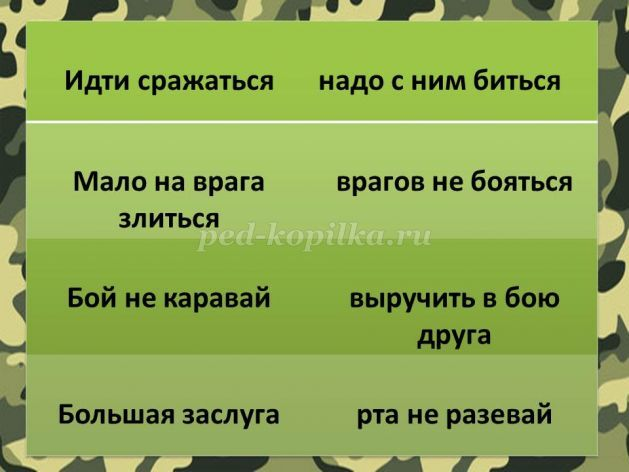 Идти сражаться надо с ним биться
Мало на врага врагов не бояться
злиться
ped-kopilka.ru
Бой не каравай выручить в бою
друга
Большая заслуга рта не разевай